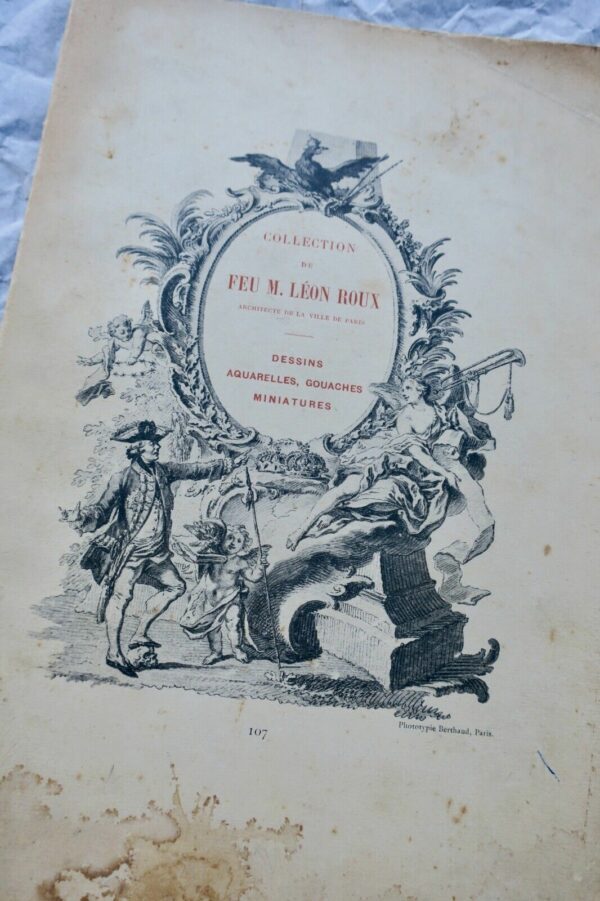 COLLECTION
DE
FEU M. LÉON ROUX
ARCHITECTE DE LA VILLE DE PARIS
DESSINS
AQUARELLES, GOUACHES
MINIATURES
107
Phototypie Berthaud, Paris.